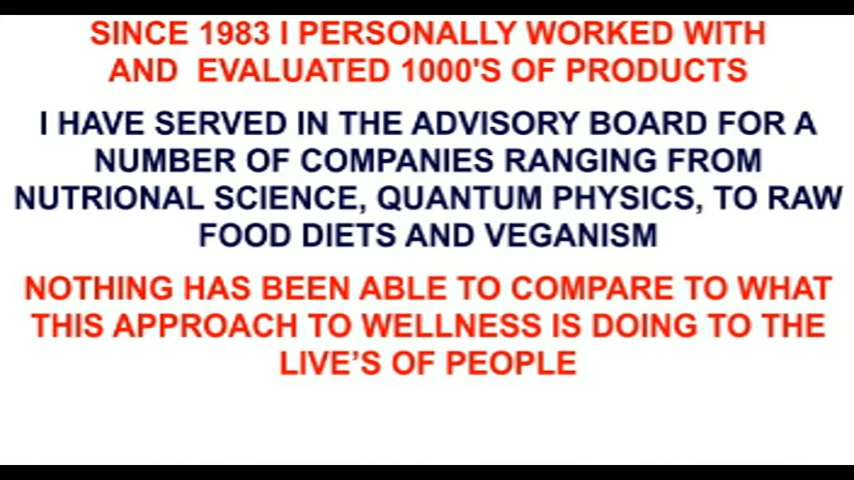 SINCE 1983 I PERSONALLY WORKED WITH
AND EVALUATED 1000'S OF PRODUCTS
I HAVE SERVED IN THE ADVISORY BOARD FOR A
NUMBER OF COMPANIES RANGING FROM
NUTRIONAL SCIENCE, QUANTUM PHYSICS, TO RAW
FOOD DIETS AND VEGANISM
NOTHING HAS BEEN ABLE TO COMPARE TO WHAT
THIS APPROACH TO WELLNESS IS DOING TO THE
LIVE’S OF PEOPLE